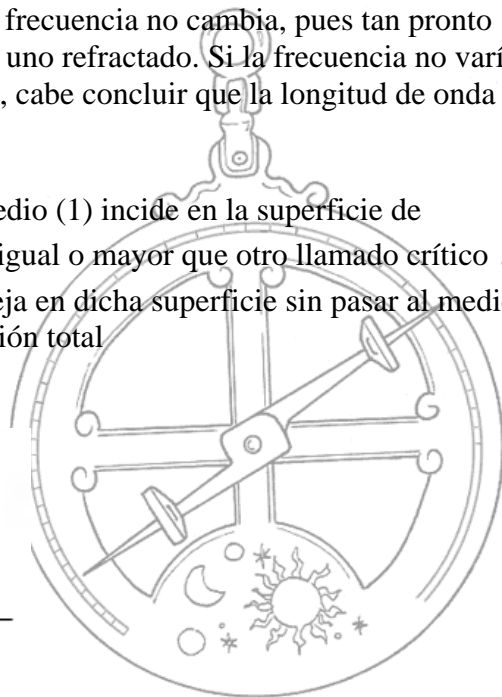 frecuencia no cambia, pues tan pronto
uno refractado. Si la frecuencia no varí
, cabe concluir que la longitud de onda
edio (1) incide en la superficie de
igual o mayor que otro llamado crítico
eja en dicha superficie sin pasar al medi
ión total